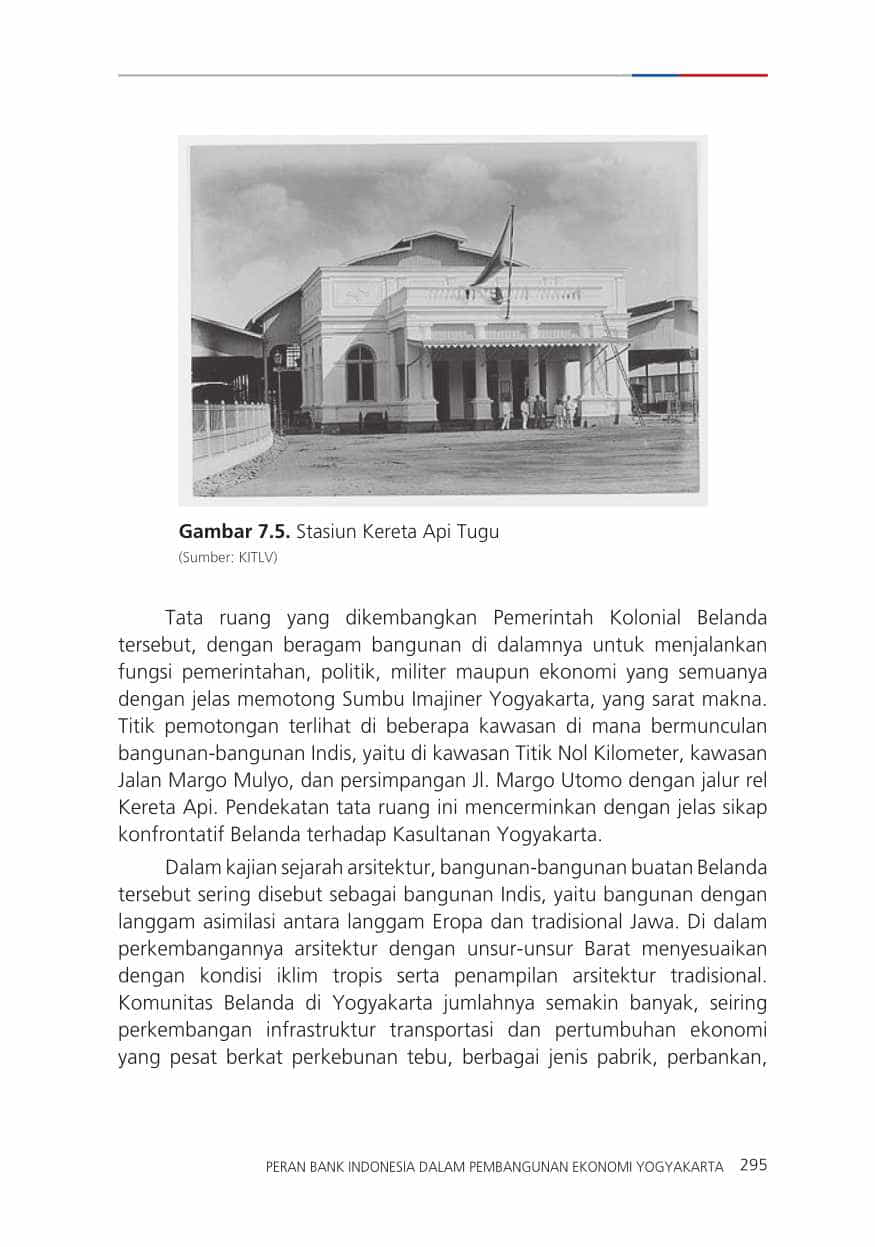 Gambar 7.5. Stasiun Kereta Api Tugu
(Sumber: KITLV)
Tata ruang yang dikembangkan Pemerintah Kolonial Belanda
tersebut, dengan beragam bangunan di dalamnya untuk menjalankan
fungsi pemerintahan, politik, militer maupun ekonomi yang semuanya
dengan jelas memotong Sumbu Imajiner Yogyakarta, yang sarat makna.
Titik pemotongan terlihat di beberapa kawasan di mana bermunculan
bangunan-bangunan Indis, yaitu di kawasan Titik Nol Kilometer, kawasan
Jalan Margo Mulyo, dan persimpangan Jl. Margo Utomo dengan jalur rel
Kereta Api. Pendekatan tata ruang ini mencerminkan dengan jelas sikap
konfrontatif Belanda terhadap Kasultanan Yogyakarta.
Dalam kajian sejarah arsitektur, bangunan-bangunan buatan Belanda
tersebut sering disebut sebagai bangunan Indis, yaitu bangunan dengan
langgam asimilasi antara langgam Eropa dan tradisional Jawa. Di dalam
perkembangannya arsitektur dengan unsur-unsur Barat menyesuaikan
dengan kondisi iklim tropis serta penampilan arsitektur tradisional.
Komunitas Belanda di Yogyakarta jumlahnya semakin banyak, seiring
perkembangan infrastruktur transportasi dan pertumbuhan ekonomi
yang pesat berkat perkebunan tebu, berbagai jenis pabrik, perbankan,
PERAN BANK INDONESIA DALAM PEMBANGUNAN EKONOMI YOGYAKARTA 295